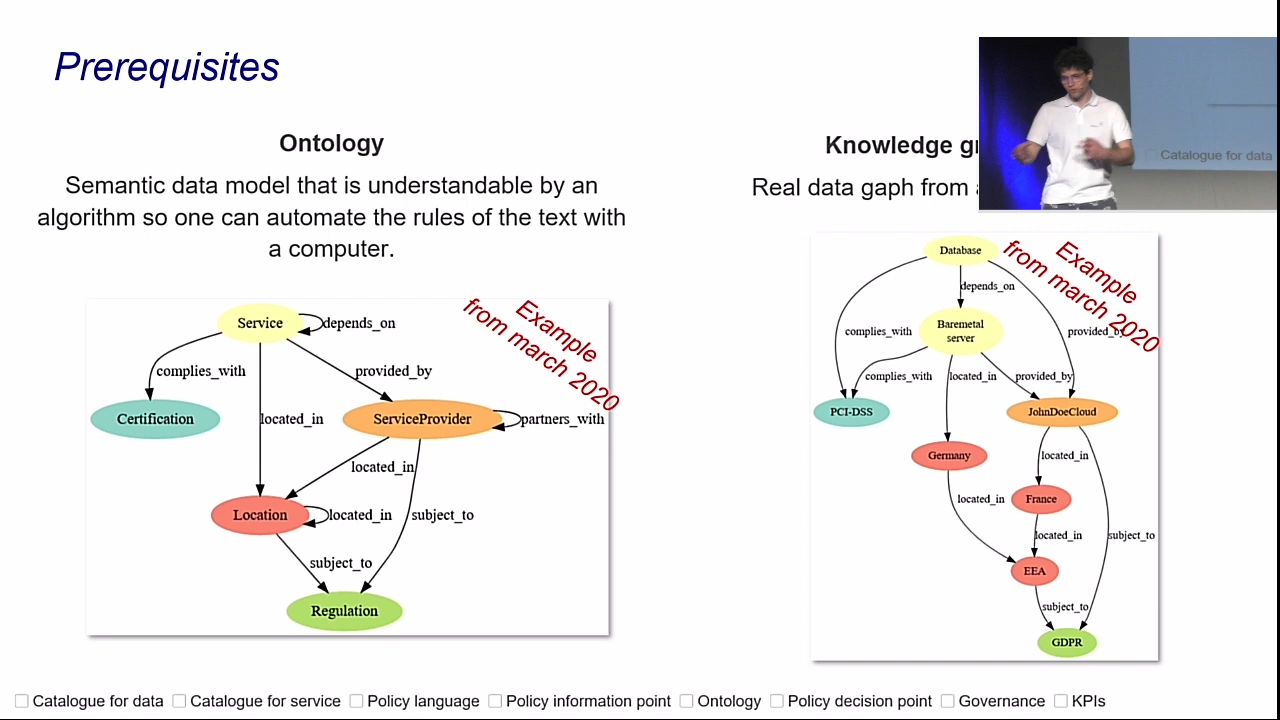 Prerequisites
Ontology
Semantic data model that is understandable by an
algorithm so one can automate the rules of the text with
a computer.
Example
from march 2020
Service
depends_on
complies_with
provided_by
Certification
located_in
ServiceProvider
partners_with
located_in
Location
located_in
subject_to
subject_to
Regulation
Knowledge
Real data gaph from
Catalogue for data
Example
from march 2020
Database
depends_on
complies_with
Baremetal
server
provided_by
complies_with
located_in
provided_by
PCI-DSS
JohnDoeCloud
Germany
located_in
located_in
France
located_in
subject_to
EEA
subject_to
GDPR
Catalogue for data
Catalogue for service
Policy language
Policy information point
Ontology
Policy decision point
Governance
KPIs